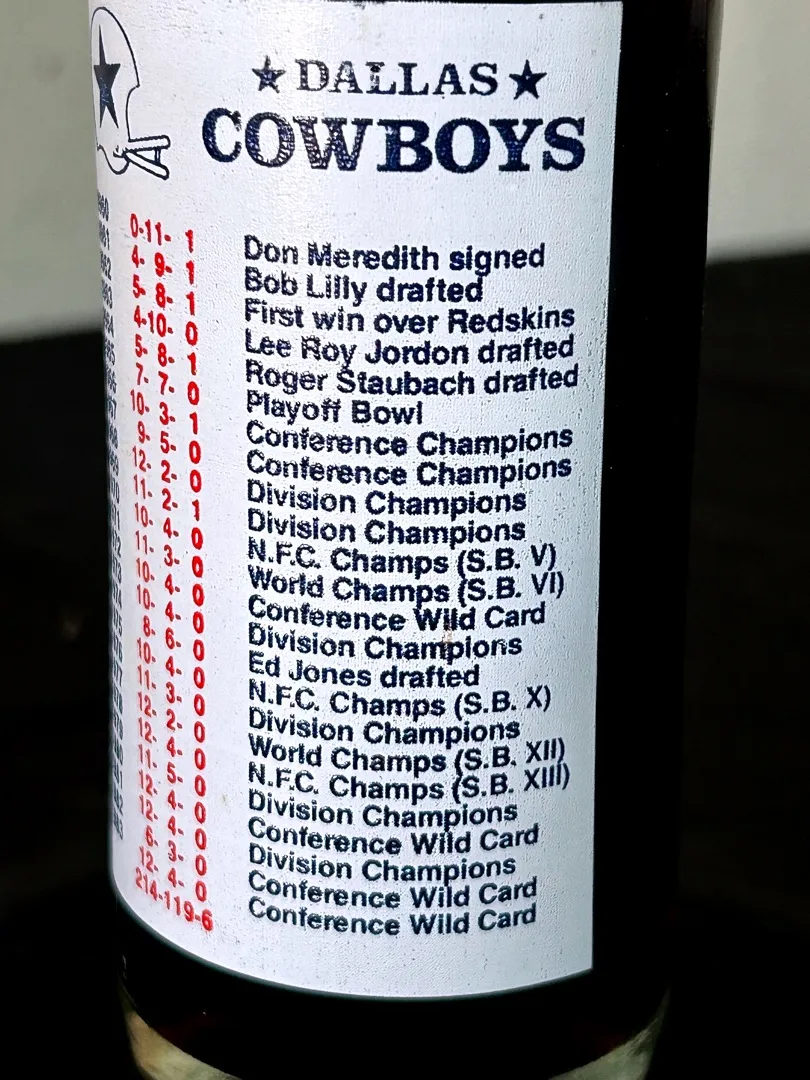 ★ DALLAS ★
COWBOYS
0-11- 1 Don Meredith signed
4- 9- 1 Bob Lilly drafted
5- 8- 1 First win over Redskins
4-10- 0 Lee Roy Jordon drafted
5- 8- 1 Roger Staubach drafted
7- 7- 0 Playoff Bowl
10- 3- 1 Conference Champions
9- 5- 0 Conference Champions
12- 2- 0 Division Champions
11- 2- 1 Division Champions
10- 4- 0 N.F.C. Champs (S.B. V)
11- 3- 0 World Champs (S.B. VI)
10- 4- 0 Conference Wild Card
10- 4- 0 Division Champions
8- 6- 0 Ed Jones drafted
10- 4- 0 N.F.C. Champs (S.B. X)
11- 3- 0 Division Champions
12- 2- 0 World Champs (S.B. XII)
12- 4- 0 N.F.C. Champs (S.B. XIII)
11- 5- 0 Division Champions
12- 4- 0 Conference Wild Card
12- 4- 0 Division Champions
6- 3- 0 Conference Wild Card
12- 4- 0 Conference Wild Card
214-119-6